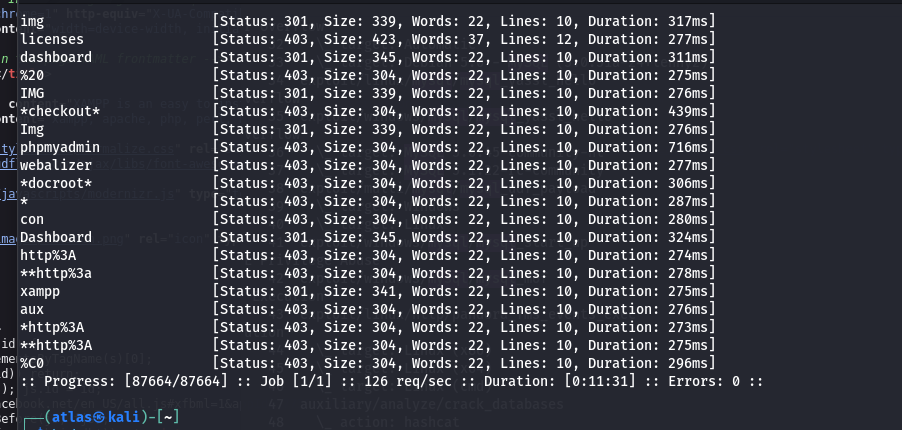 img [Status: 301, Size: 339, Words: 22, Lines: 10, Duration: 317ms]
licenses [Status: 403, Size: 423, Words: 37, Lines: 12, Duration: 277ms]
dashboard [Status: 301, Size: 345, Words: 22, Lines: 10, Duration: 311ms]
%20 [Status: 403, Size: 304, Words: 22, Lines: 10, Duration: 275ms]
IMG [Status: 301, Size: 339, Words: 22, Lines: 10, Duration: 276ms]
*checkout* [Status: 403, Size: 304, Words: 22, Lines: 10, Duration: 439ms]
Img [Status: 301, Size: 339, Words: 22, Lines: 10, Duration: 276ms]
phpmyadmin [Status: 403, Size: 304, Words: 22, Lines: 10, Duration: 716ms]
webalizer [Status: 403, Size: 304, Words: 22, Lines: 10, Duration: 277ms]
*docroot* [Status: 403, Size: 304, Words: 22, Lines: 10, Duration: 306ms]
* [Status: 403, Size: 304, Words: 22, Lines: 10, Duration: 287ms]
con [Status: 403, Size: 304, Words: 22, Lines: 10, Duration: 280ms]
Dashboard [Status: 301, Size: 345, Words: 22, Lines: 10, Duration: 324ms]
http%3A [Status: 403, Size: 304, Words: 22, Lines: 10, Duration: 274ms]
**http%3a [Status: 403, Size: 304, Words: 22, Lines: 10, Duration: 278ms]
xampp [Status: 301, Size: 341, Words: 22, Lines: 10, Duration: 275ms]
aux [Status: 403, Size: 304, Words: 22, Lines: 10, Duration: 276ms]
*http%3A [Status: 403, Size: 304, Words: 22, Lines: 10, Duration: 273ms]
**http%3A [Status: 403, Size: 304, Words: 22, Lines: 10, Duration: 275ms]
%C0 [Status: 403, Size: 304, Words: 22, Lines: 10, Duration: 296ms]
:: Progress: [87664/87664] :: Job [1/1] :: 126 req/sec :: Duration: [0:11:31] :: Errors: 0 ::
47 auxiliary/analyze/crack_databases
(atlas㉿kali)-[~]
48 \_ action: hashcat